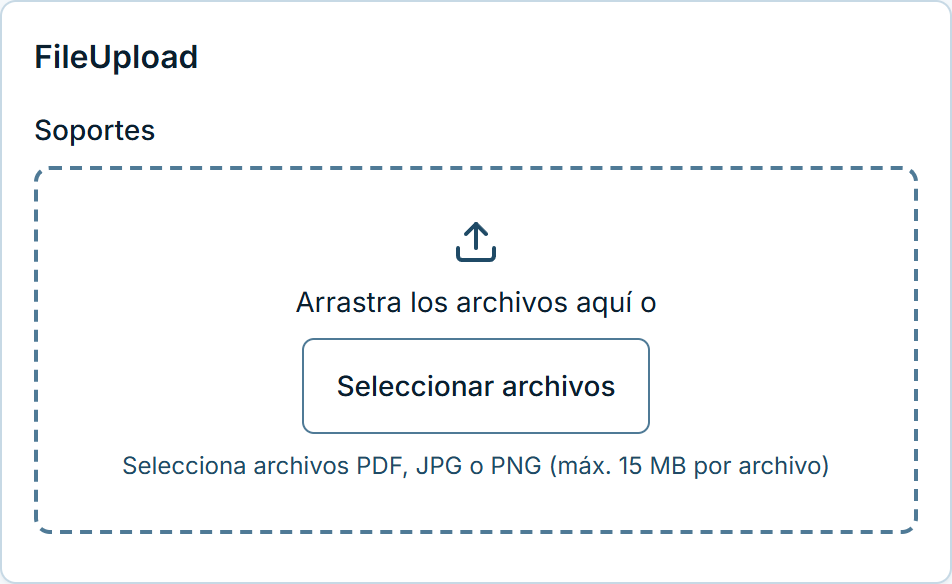 FileUpload
Soportes
Arrastra los archivos aquí o
Seleccionar archivos
Selecciona archivos PDF, JPG o PNG (máx. 15 MB por archivo)